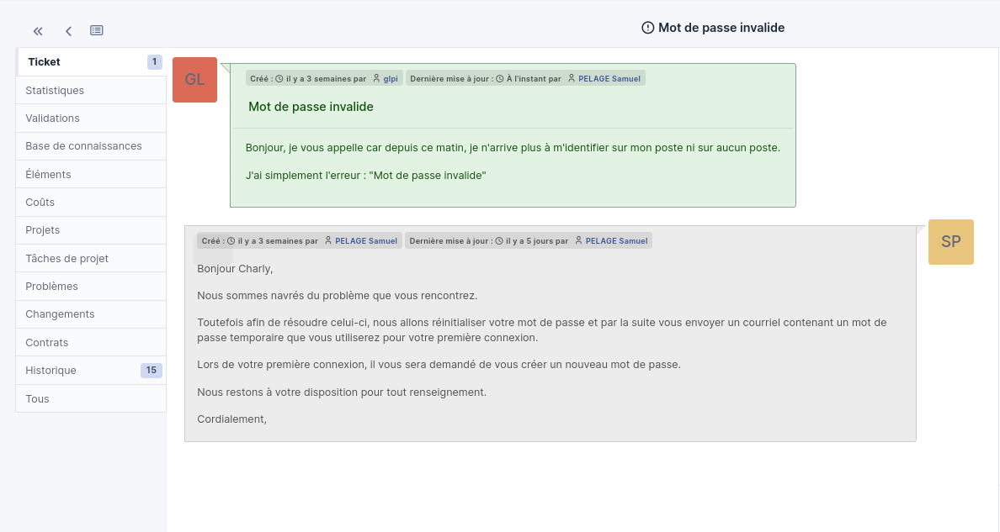 Mot de passe invalide
Ticket 1
Statistiques
Validations
Base de connaissances
Éléments
Coûts
Projets
Tâches de projet
Problèmes
Changements
Contrats
Historique 15
Tous
GL
Créé : il y a 3 semaines par glpi Dernière mise à jour : À l'instant par PELAGE Samuel
Mot de passe invalide
Bonjour, je vous appelle car depuis ce matin, je n'arrive plus à m'identifier sur mon poste ni sur aucun poste.
J'ai simplement l'erreur : "Mot de passe invalide"
SP
Créé : il y a 3 semaines par PELAGE Samuel Dernière mise à jour : il y a 5 jours par PELAGE Samuel
Bonjour Charly,
Nous sommes navrés du problème que vous rencontrez.
Toutefois afin de résoudre celui-ci, nous allons réinitialiser votre mot de passe et par la suite vous envoyer un courriel contenant un mot de
passe temporaire que vous utiliserez pour votre première connexion.
Lors de votre première connexion, il vous sera demandé de vous créer un nouveau mot de passe.
Nous restons à votre disposition pour tout renseignement.
Cordialement,